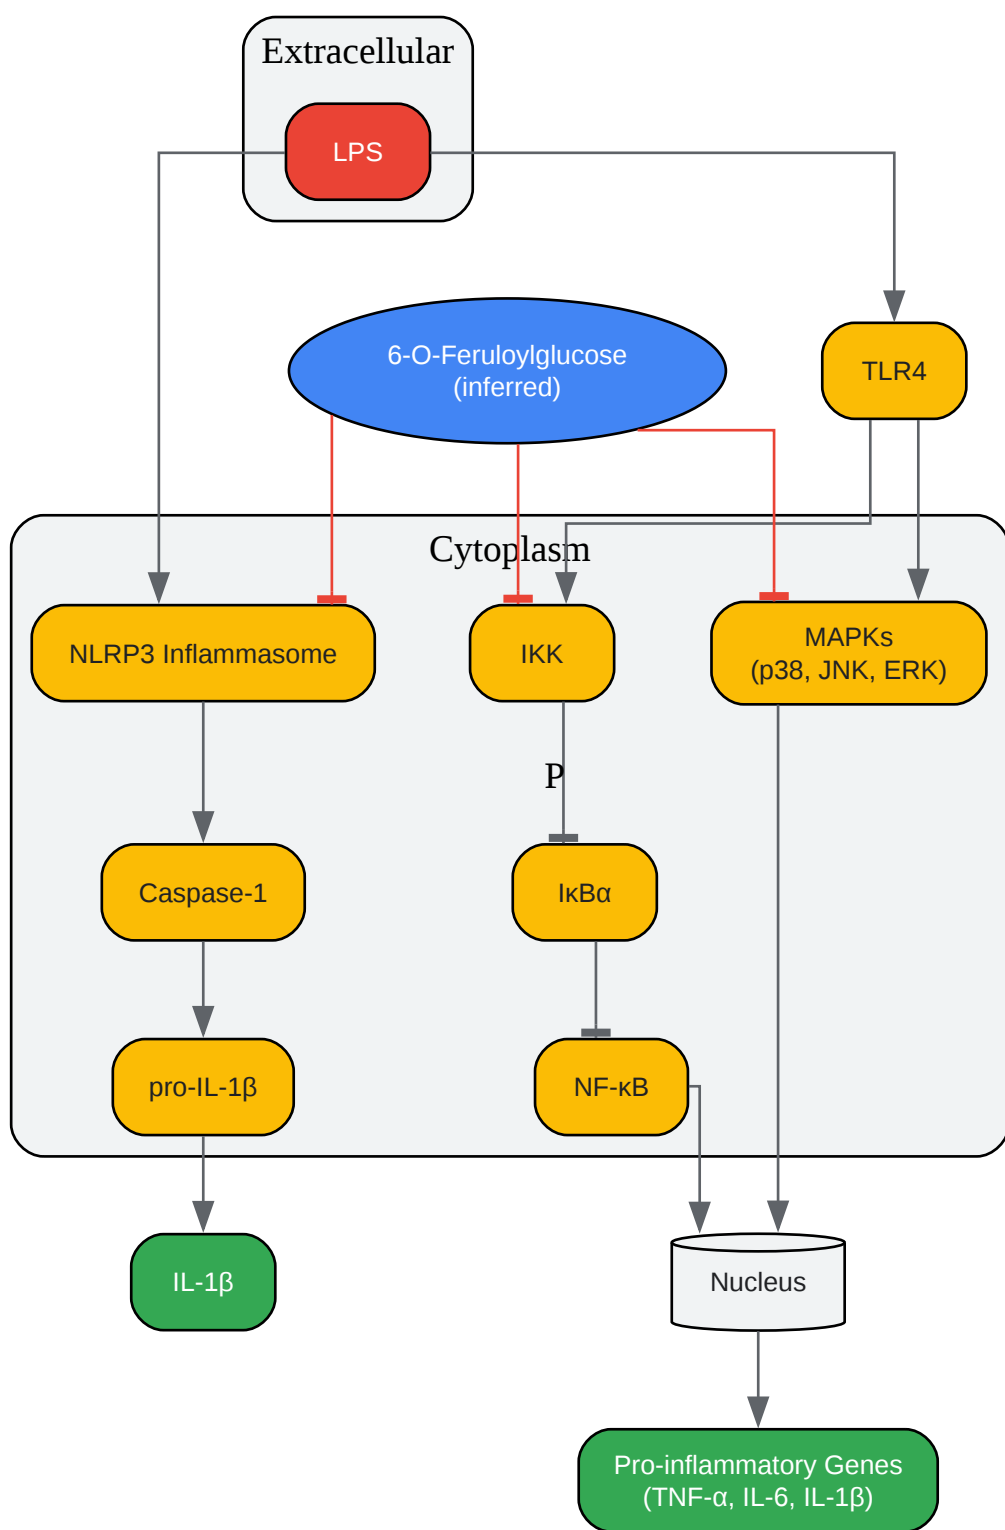 Extracellular
LPS
6-O-Feruloylglucose
(inferred)
TLR4
Cytoplasm
NLRP3 Inflammasome
IKK
MAPKs
(p38, JNK, ERK)
P
Caspase-1
IκBα
pro-IL-1β
NF-κB
IL-1β
Nucleus
Pro-inflammatory Genes
(TNF-α, IL-6, IL-1β)